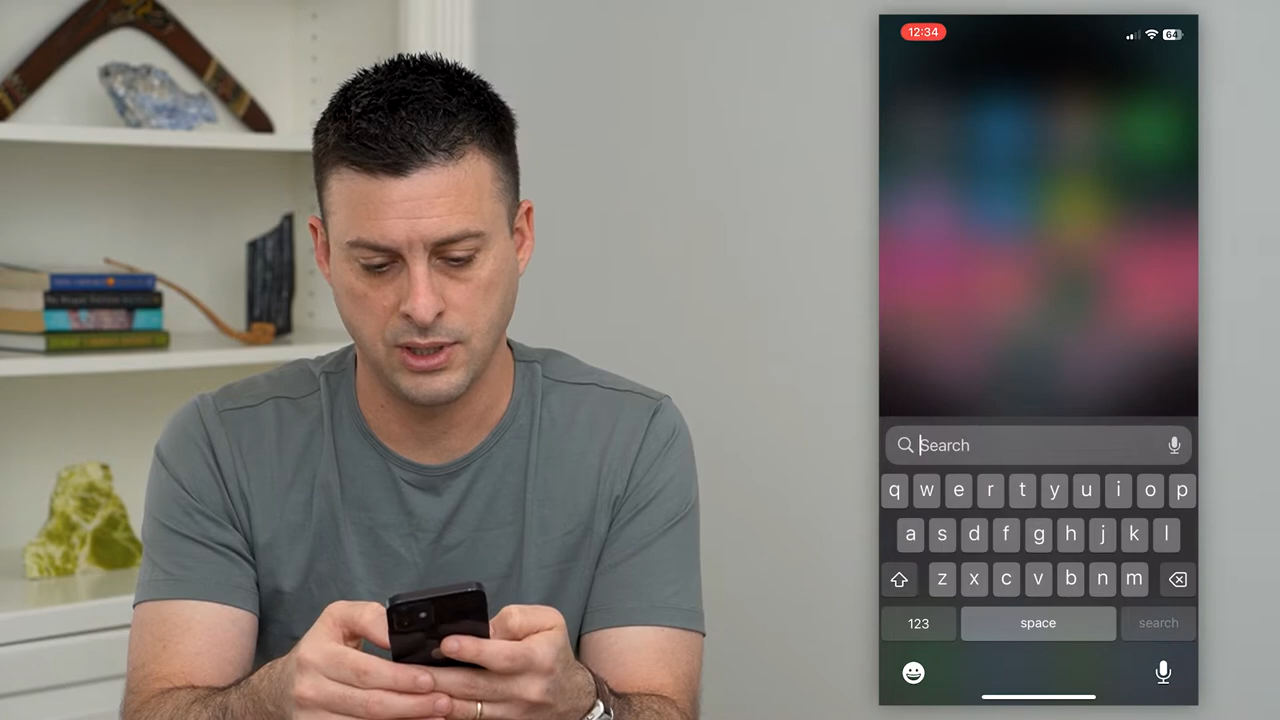 12:34
64
Search
q w e r t y u i o p
a s d f g h j k l
z x c v b n m
123 space search